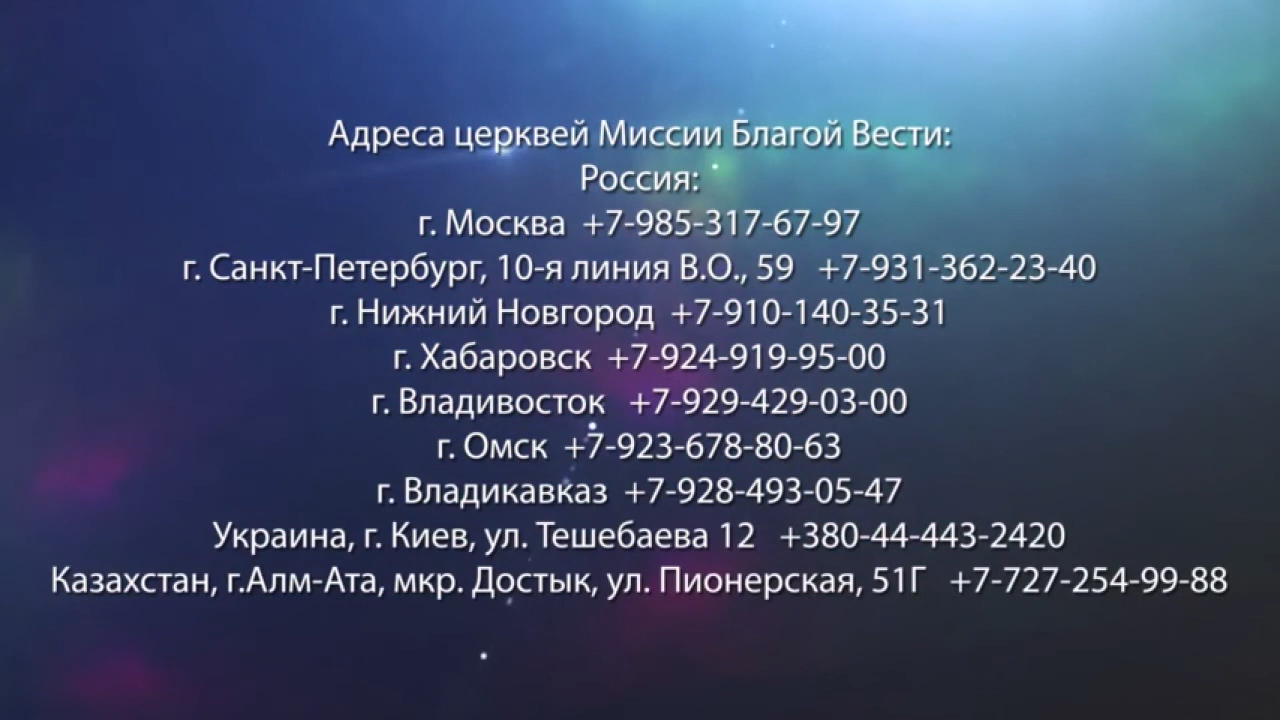 Адреса церквей Миссии Благой Вести:
Россия:
г. Москва +7-985-317-67-97
г. Санкт-Петербург, 10-я линия В.О., 59 +7-931-362-23-40
г. Нижний Новгород +7-910-140-35-31
г. Хабаровск +7-924-919-95-00
г. Владивосток +7-929-429-03-00
г. Омск +7-923-678-80-63
г. Владикавказ +7-928-493-05-47
Украина, г. Киев, ул. Тешебаева 12 +380-44-443-2420
Казахстан, г.Алм-Ата, мкр. Достык, ул. Пионерская, 51Г +7-727-254-99-88